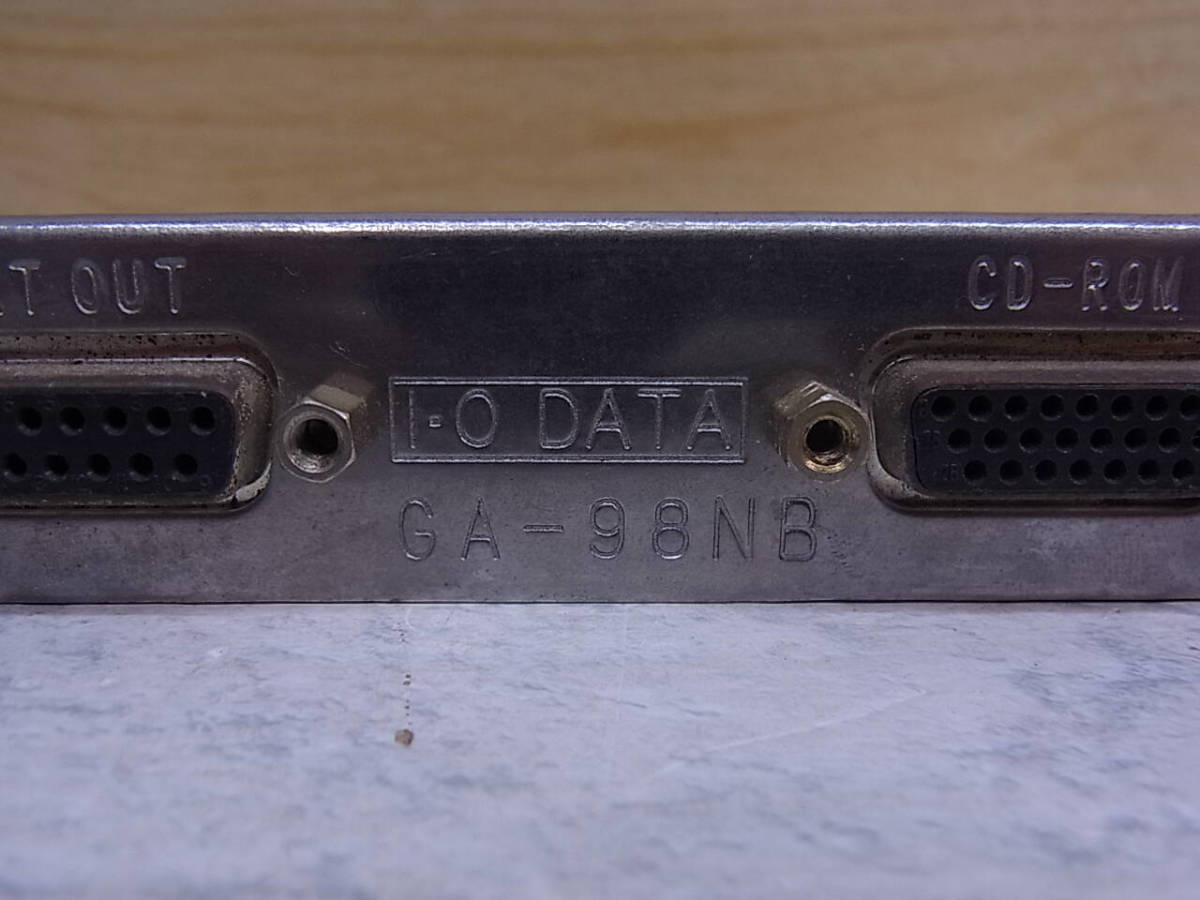 OUT
CD-ROM
I-O DATA
GA-98NB